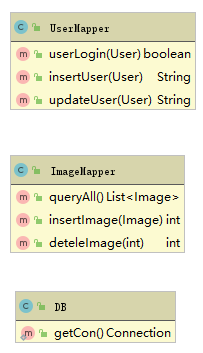 UserMapper
userLogin(User) boolean
insertUser(User) String
updateUser(User) String
ImageMapper
queryAll() List<Image>
insertImage(Image) int
deteleImage(int) int
DB
getCon() Connection